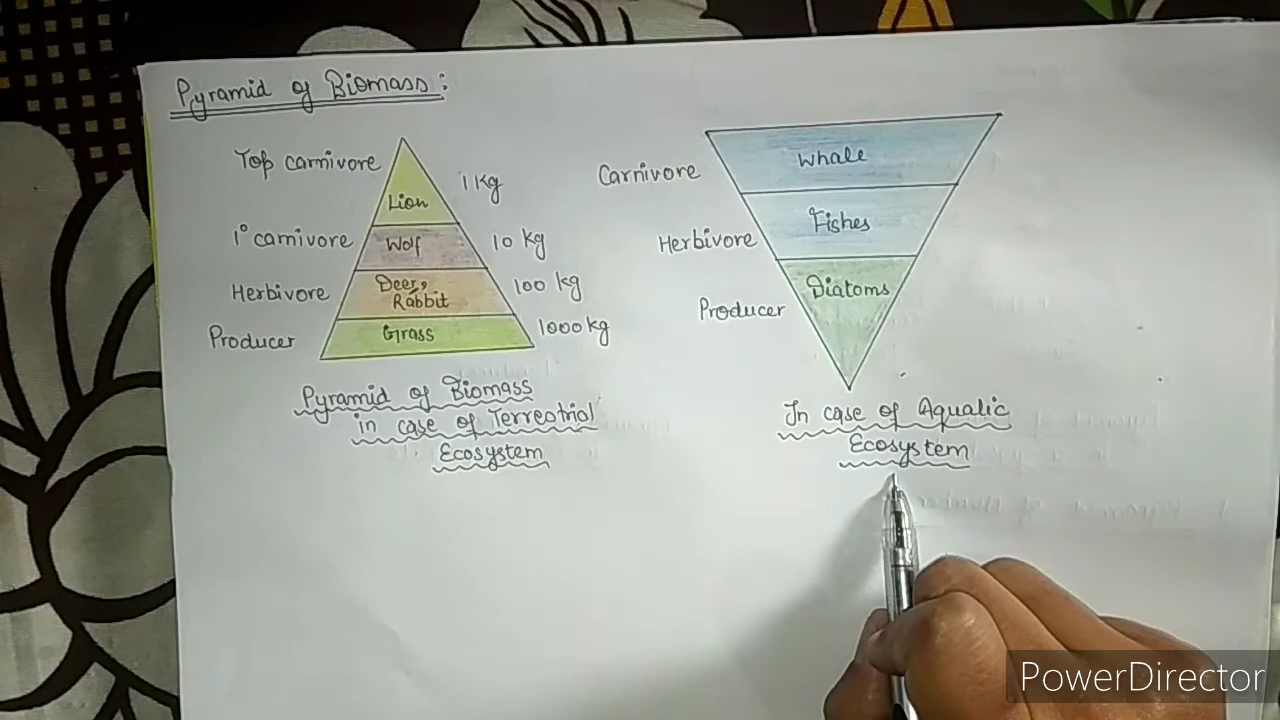 Pyramid of Biomass:
Top carnivore
Lion
1 Kg
1° carnivore
Wolf
10 Kg
Herbivore
Deer,
Rabbit
100 kg
Producer
Grass
1000 kg
Pyramid of Biomass
in case of Terrestrial
Ecosystem
Carnivore
Whale
Herbivore
Fishes
Producer
Diatoms
In case of Aquatic
Ecosystem
PowerDirector